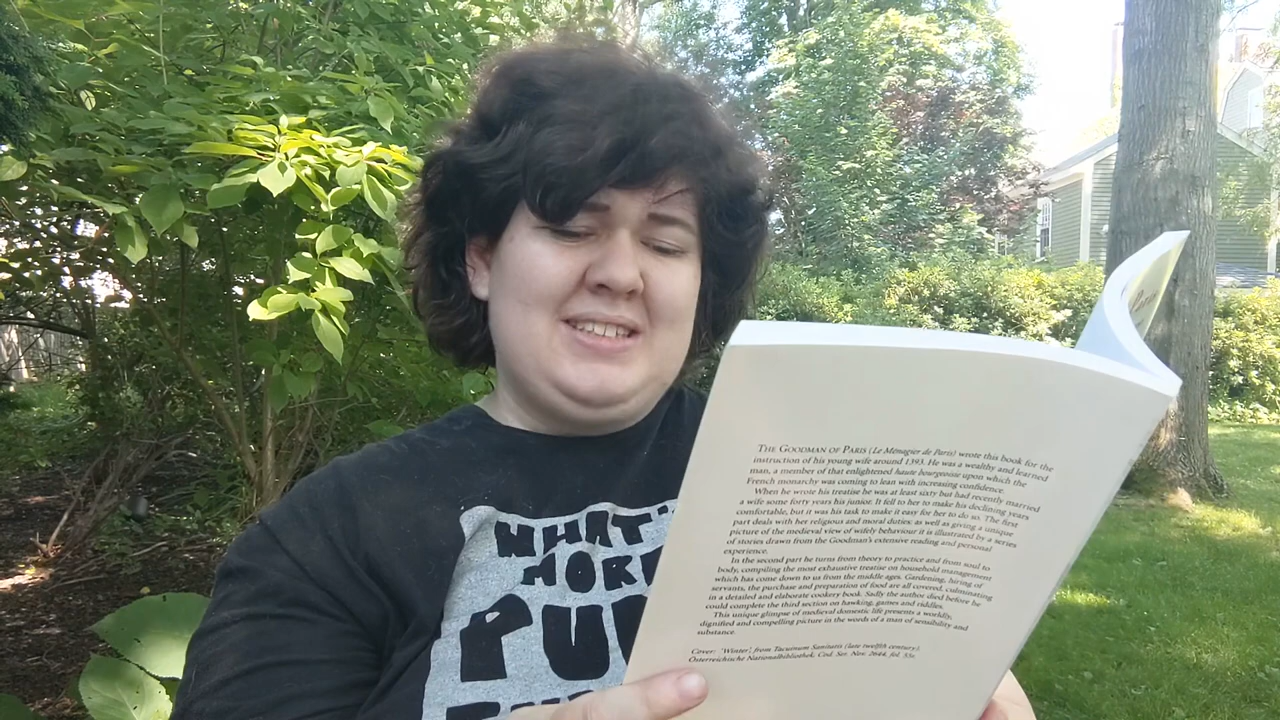 WHAT'
MORE
PU
THE GOODMAN OF PARIS (Le Ménagier de Paris) wrote this book for the
instruction of his young wife around 1393. He was a wealthy and learned
man, a member of that enlightened haute bourgeoisie upon which the
French monarchy was coming to lean with increasing confidence.
When he wrote his treatise he was at least sixty but had recently married
a wife some forty years his junior. It fell to her to make his declining years
comfortable, but it was his task to make it easy for her to do so. The first
part deals with her religious and moral duties: as well as giving a unique
picture of the medieval view of wifely behaviour it is illustrated by a series
of stories drawn from the Goodman's extensive reading and personal
experience.
In the second part he turns from theory to practice and from soul to
body, compiling the most exhaustive treatise on household management
which has come down to us from the middle ages. Gardening, hiring of
servants, the purchase and preparation of food are all covered, culminating
in a detailed and elaborate cookery book. Sadly the author died before he
could complete the third section on hawking, games and riddles.
This unique glimpse of medieval domestic life presents a worldly,
dignified and compelling picture in the words of a man of sensibility and
substance.
Cover: 'Winter', from Tacuinum Sanitatis (late twelfth century).
Österreichische Nationalbibliothek, Cod. Ser. Nov. 2644, fol. 55r.